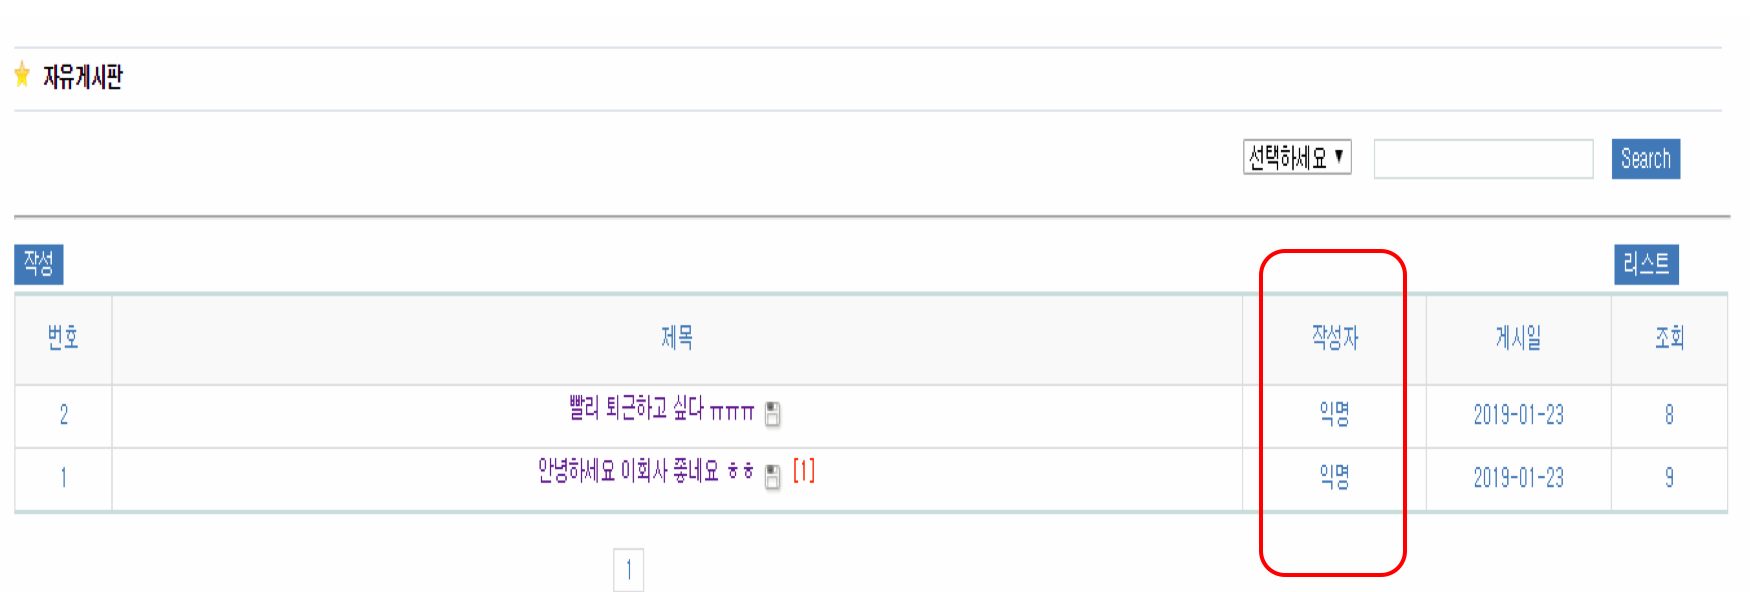 자유게시판
선택하세요 ▼ Search
작성 리스트
번호 제목 작성자 게시일 조회
2 빨리 퇴근하고 싶다 ㅠㅠㅠ 익명 2019-01-23 8
1 안녕하세요 이회사 쫗네요 ㅎㅎ [1] 익명 2019-01-23 9
1